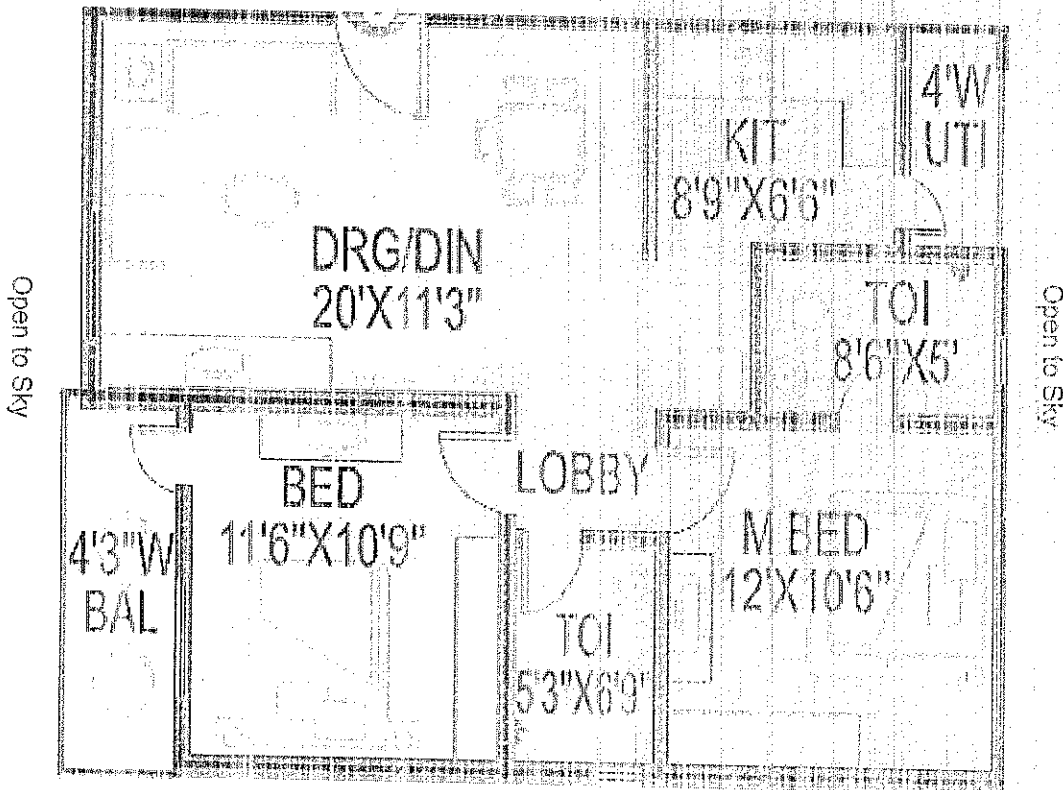 4'W
UTI
KIT
8'9"X6'6"
DRG/DIN
20'X11'3"
TOI
8'6"X5'
Open to Sky
Open to Sky
LOBBY
BED
11'6"X10'9"
M BED
12'X10'6"
4'3"W
BAL
TOI
5'3"X6'9"